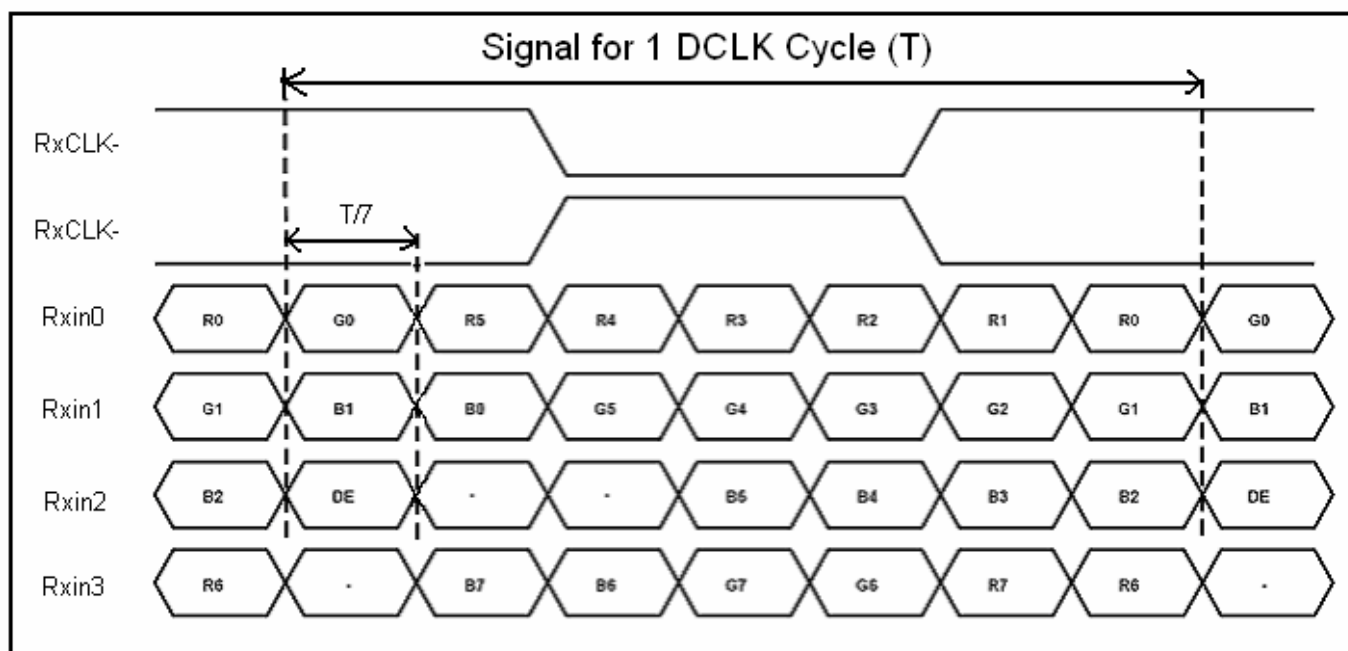 Signal for 1 DCLK Cycle (T)
RxCLK-
RxCLK-
T/7
Rxin0 R0 G0 R5 R4 R3 R2 R1 R0 G0
Rxin1 G1 B1 B0 G5 G4 G3 G2 G1 B1
Rxin2 B2 DE - - B5 B4 B3 B2 DE
Rxin3 R6 - B7 B6 G7 G6 R7 R6 -